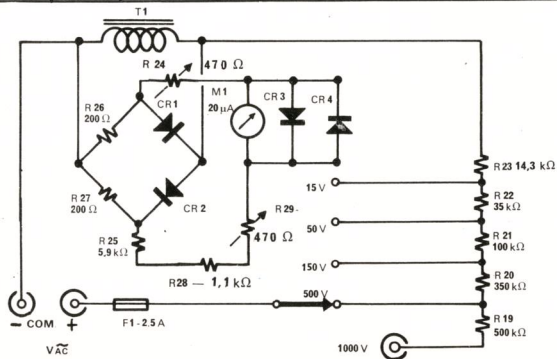 T1
R 24
470 Ω
R 26
200 Ω
CR 1
M 1
20 µA
CR 3
CR 4
R 27
200 Ω
CR 2
R 23 14,3 kΩ
15 V
R 22
35 kΩ
R 25
5,9 kΩ
R 29 -
470 Ω
50 V
R 21
100 kΩ
R28 — 1,1 kΩ
150 V
R 20
350 kΩ
500 V
R 19
500 kΩ
- COM
+
F1 - 2.5 A
VAC
1000 V